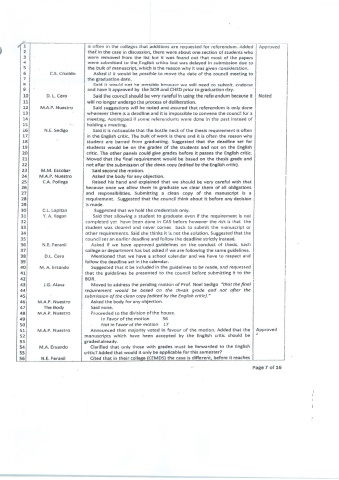 1 is often in the colleges that additions are requested for referendum. Added Approved
2 that in the case in discussion, there were about one section of students who
3 were removed from the list but it was found out that most of the papers
4 were submitted to the English critics but was delayed in submission due to
5 the bulk of manuscript, which is the reason why it was given consideration.
6 C.S. Crumble Asked if it would be possible to move the date of the council meeting to
7 the graduation date.
8 Said it would not be sensible because we still need to submit, endorse
9 and have it approved by the BOR and CHED prior to graduation day.
10 D.L. Cero Said the council should be very careful in using the referendum because it Noted
11 will no longer undergo the process of deliberation.
12 M.A.P. Nuestro Said suggestions will be noted and assured that referendum is only done
13 whenever there is a deadline and it is impossible to convene the council for a
14 meeting. Apologized if some referendums were done in the past instead of
15 holding a meeting.
16 N.E. Sedigo Said it is noticeable that the bottle neck of the thesis requirement is often
17 in the English critic. The bulk of work is there and it is often the reason why
18 students are barred from graduating. Suggested that the deadline set for
19 students would be on the grades of the students and not on the English
20 critic. The other panels could give grades before it passes the English critic.
21 Moved that the final requirement would be based on the thesis grade and
22 not after the submission of the clean copy (edited by the English critic).
23 M.M. Escober Said second the motion.
24 M.A.P. Nuestro Asked the body for any objection.
25 C.A. Polinga Raised his hand and explained that we should be very careful with that
26 because once we allow them to graduate we clear them of all obligations
27 and responsibilities. Submitting a clean copy of the manuscript is a
28 requirement. Suggested that the council think about it before any decision
29 is made.
30 C.L. Lapitan Suggested that we hold the credentials only.
31 Y. A. Ilagan Said that allowing a student to graduate even if the requirement is not
32 completed yet have been done in CAS before however the risk is that the
33 student was cleared and never comes back to submit the manuscript or
34 other requirements. Said she thinks it is not the solution. Suggested that the
35 council set an earlier deadline and follow the deadline strictly instead.
36 N.E. Fanaril Asked if we have approved guidelines on the conduct of thesis. Each
37 college or department has but asked if we are following the same guidelines.
38 D.L. Cero Mentioned that we have a school calendar and we have to respect and
39 follow the deadline set in the calendar.
40 M. A. Ersando Suggested that it be included in the guidelines to be made, and requested
41 that the guidelines be presented to the council before submitting it to the
42 BOR.
43 J.G. Alava Moved to address the pending motion of Prof. Noel Sedigo "that the final
44 requirement would be based on the thesis grade and not after the
45 submission of the clean copy (edited by the English critic)."
46 M.A.P. Nuestro Asked the body for any objection.
47 The Body Said none.
48 M.A.P. Nuestro Proceeded to the division of the house.
49 In Favor of the motion 56
50 Not in Favor of the motion 17
51 M.A.P. Nuestro Announced that majority voted in favour of the motion. Added that the Approved
52 manuscripts which have been accepted by the English critic should be
53 graded already.
54 M.A. Ersando Clarified that only those with grades must be forwarded to the English
55 critic? Added that would it only be applicable for this semester?
56 N.E. Fanaril Cited that in their college (CTMDS) the case is different, before it reaches
Page 7 of 16